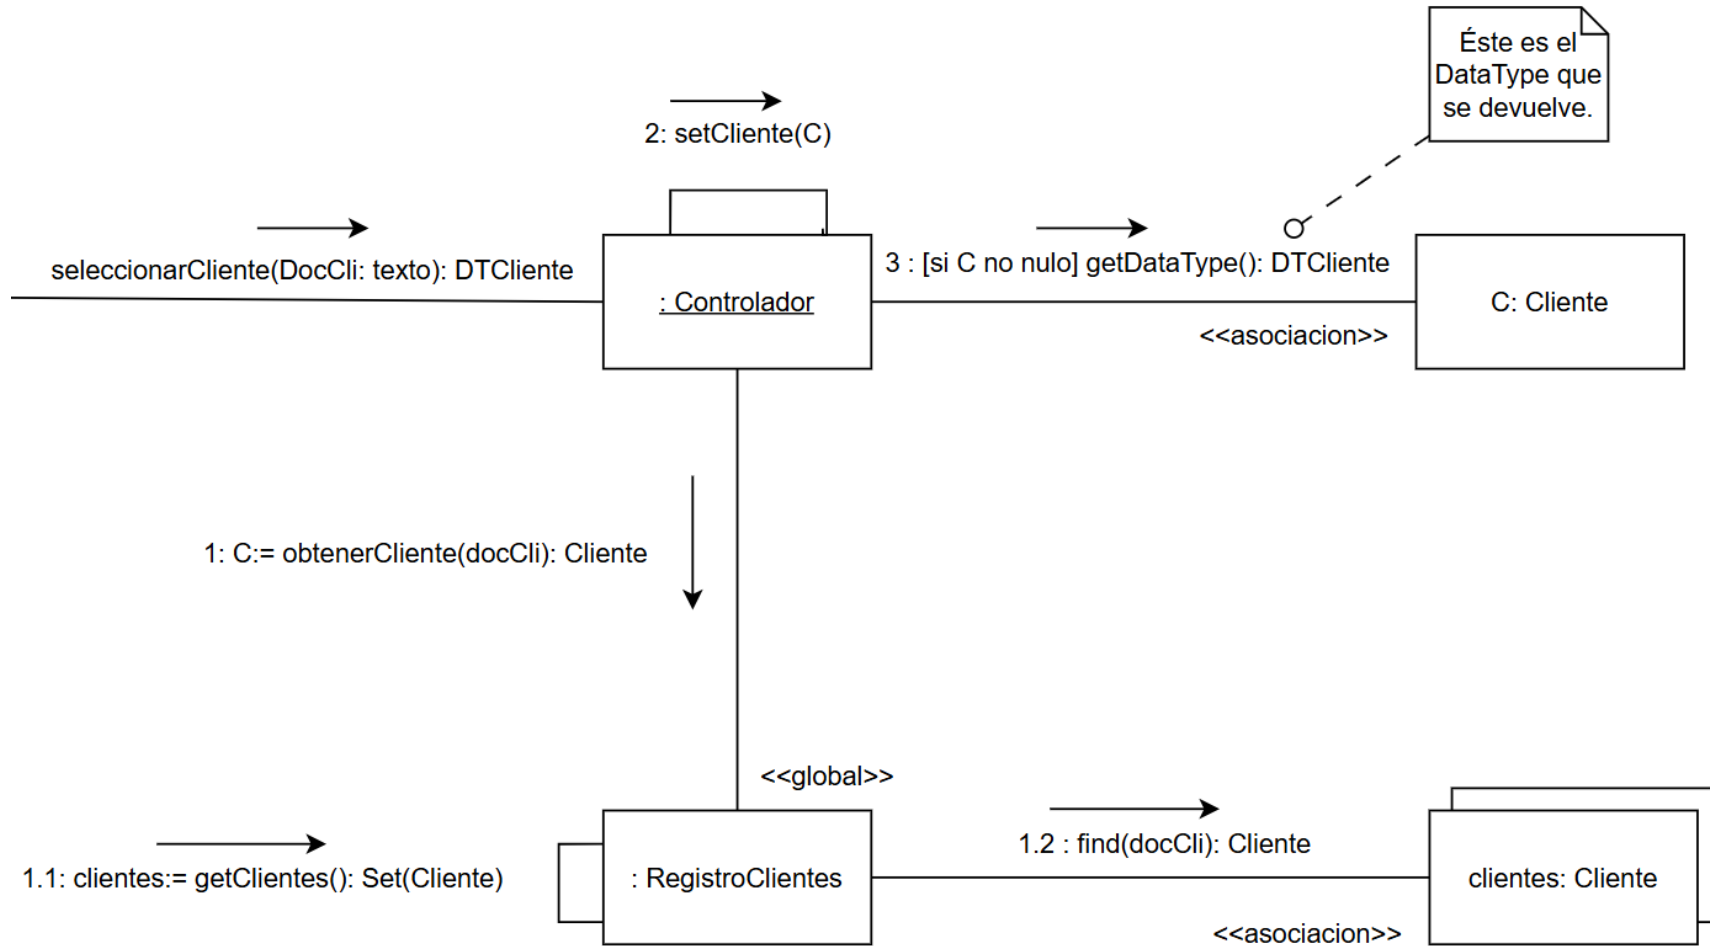 Éste es el
DataType que
se devuelve.
2: setCliente(C)
seleccionarCliente(DocCli: texto): DTCliente
3 : [si C no nulo] getDataType(): DTCliente
: Controlador
C: Cliente
<<asociacion>>
1: C:= obtenerCliente(docCli): Cliente
<<global>>
1.2 : find(docCli): Cliente
1.1: clientes:= getClientes(): Set(Cliente)
: RegistroClientes
clientes: Cliente
<<asociacion>>